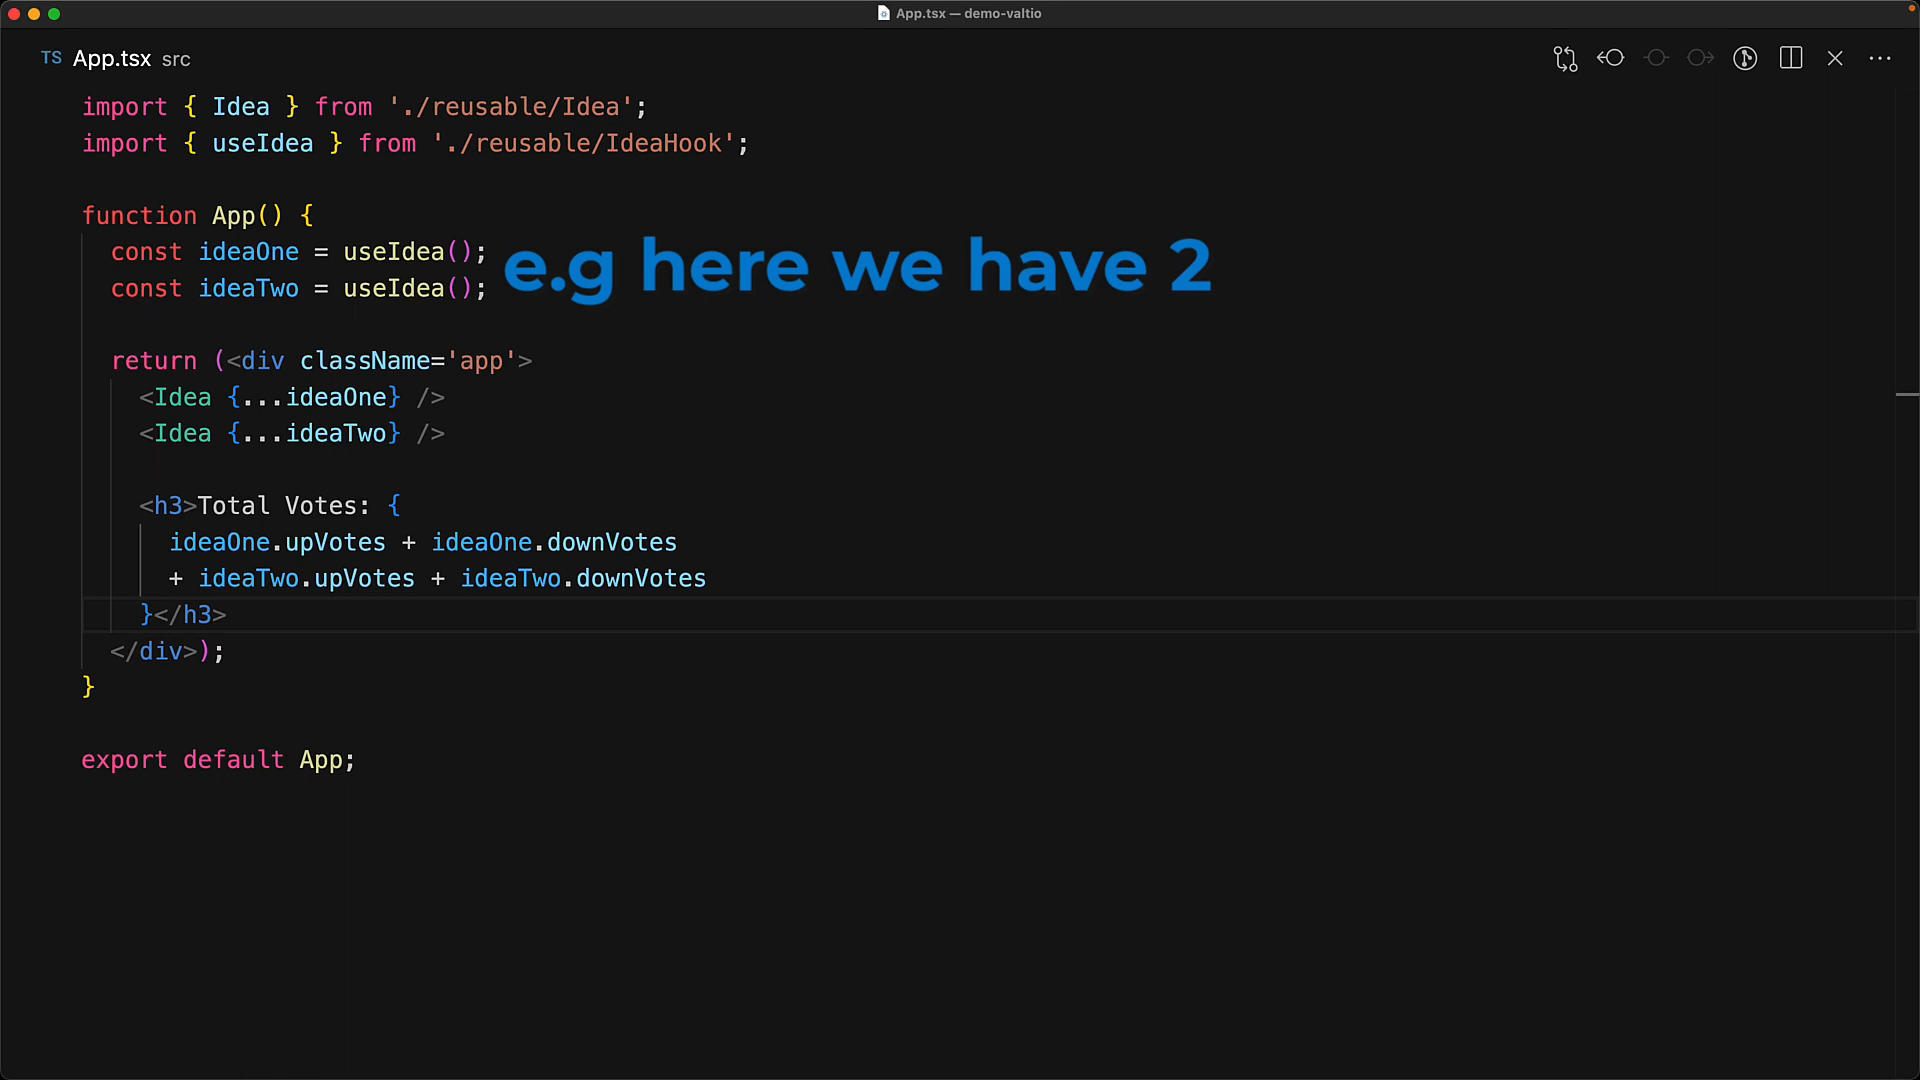 App.tsx — demo-valtio
TS App.tsx src
import { Idea } from './reusable/Idea';
import { useIdea } from './reusable/IdeaHook';
function App() {
const ideaOne = useIdea();
const ideaTwo = useIdea();
e.g here we have 2
return (<div className='app'>
<Idea {...ideaOne} />
<Idea {...ideaTwo} />
<h3>Total Votes: {
ideaOne.upVotes + ideaOne.downVotes
+ ideaTwo.upVotes + ideaTwo.downVotes
}</h3>
</div>);
}
export default App;